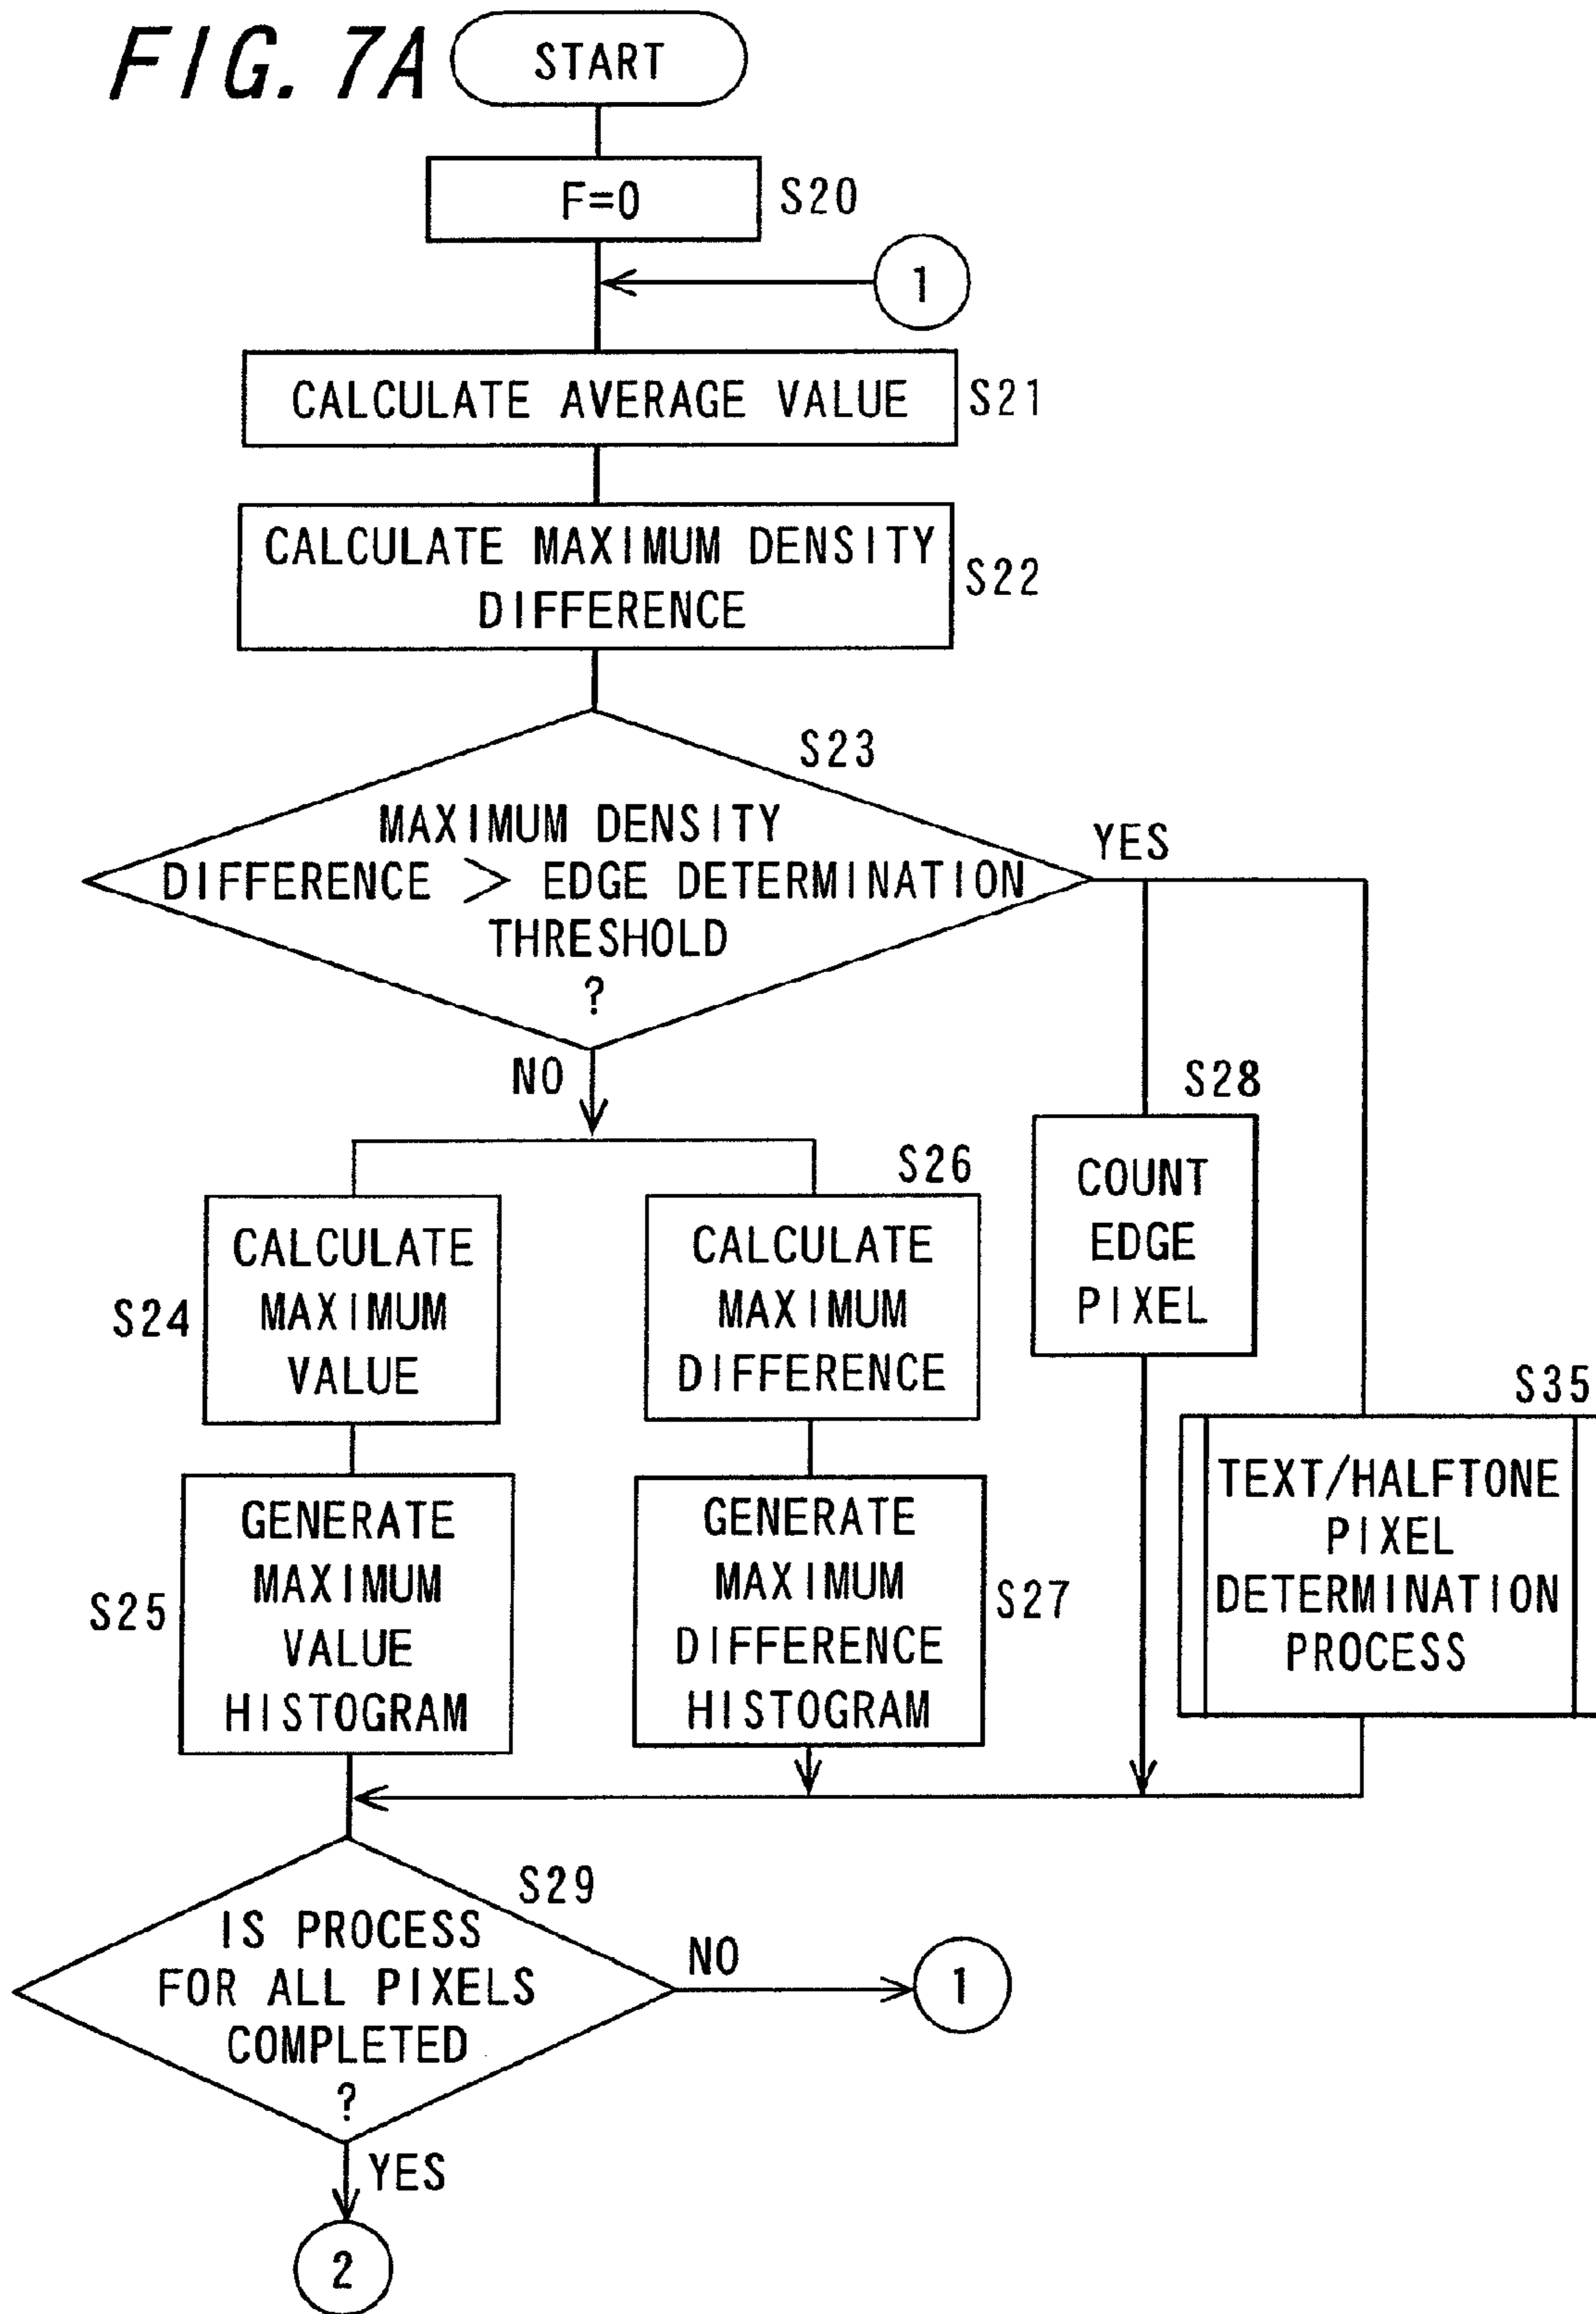 FIG. 7A
START
F=0
S20
1
CALCULATE AVERAGE VALUE
S21
CALCULATE MAXIMUM DENSITY
DIFFERENCE
S22
S23
MAXIMUM DENSITY
DIFFERENCE > EDGE DETERMINATION
THRESHOLD
?
YES
NO
S24
CALCULATE
MAXIMUM
VALUE
S26
CALCULATE
MAXIMUM
DIFFERENCE
S28
COUNT
EDGE
PIXEL
S25
GENERATE
MAXIMUM
VALUE
HISTOGRAM
GENERATE
MAXIMUM
DIFFERENCE
HISTOGRAM
S27
S35
TEXT/HALFTONE
PIXEL
DETERMINATION
PROCESS
S29
IS PROCESS
FOR ALL PIXELS
COMPLETED
?
NO
1
YES
2